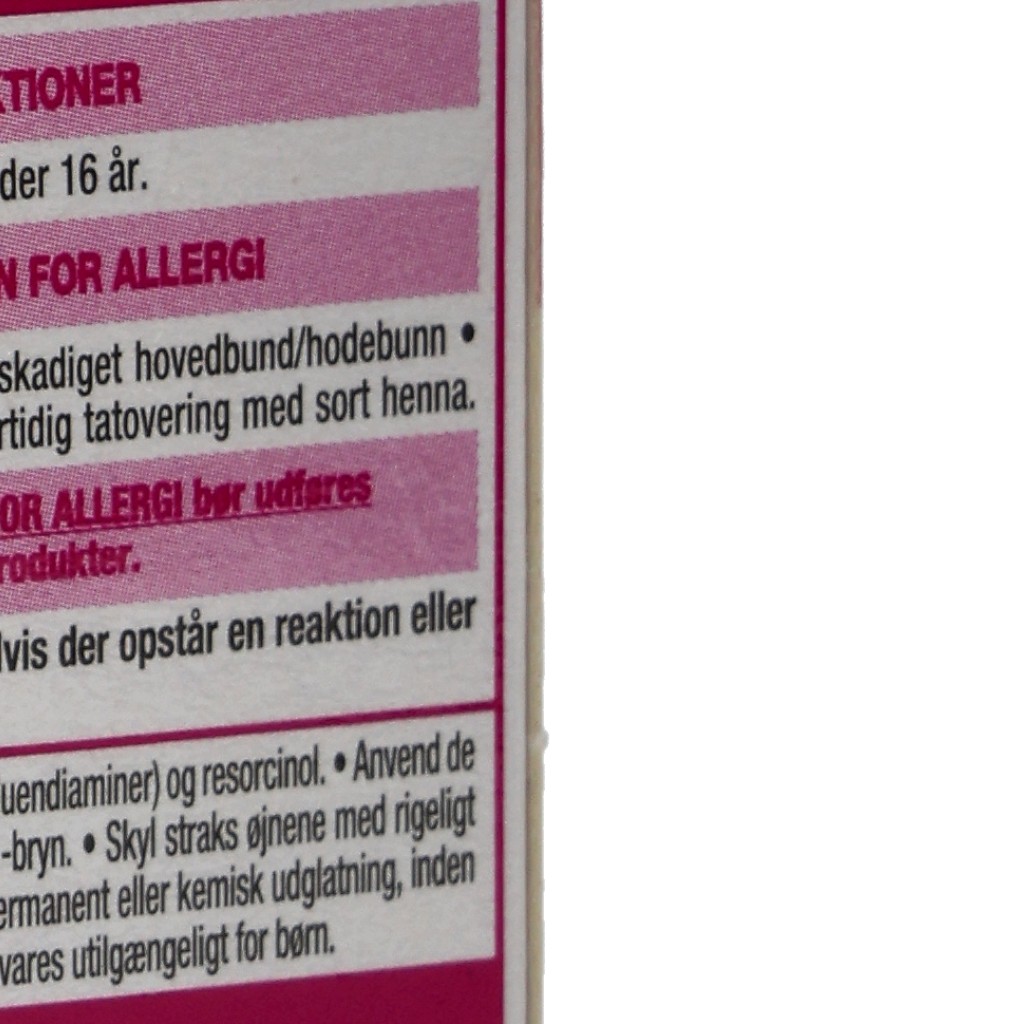 KTIONER
der 16 år.
N FOR ALLERGI
skadiget hovedbund/hodebunn •
rtidig tatovering med sort henna.
OR ALLERGI bør udføres
rodukter.
lvis der opstår en reaktion eller
uendiaminer) og resorcinol. • Anvend de
-bryn. • Skyl straks øjnene med rigeligt
ermanent eller kemisk udglatning, inden
vares utilgængeligt for børn.